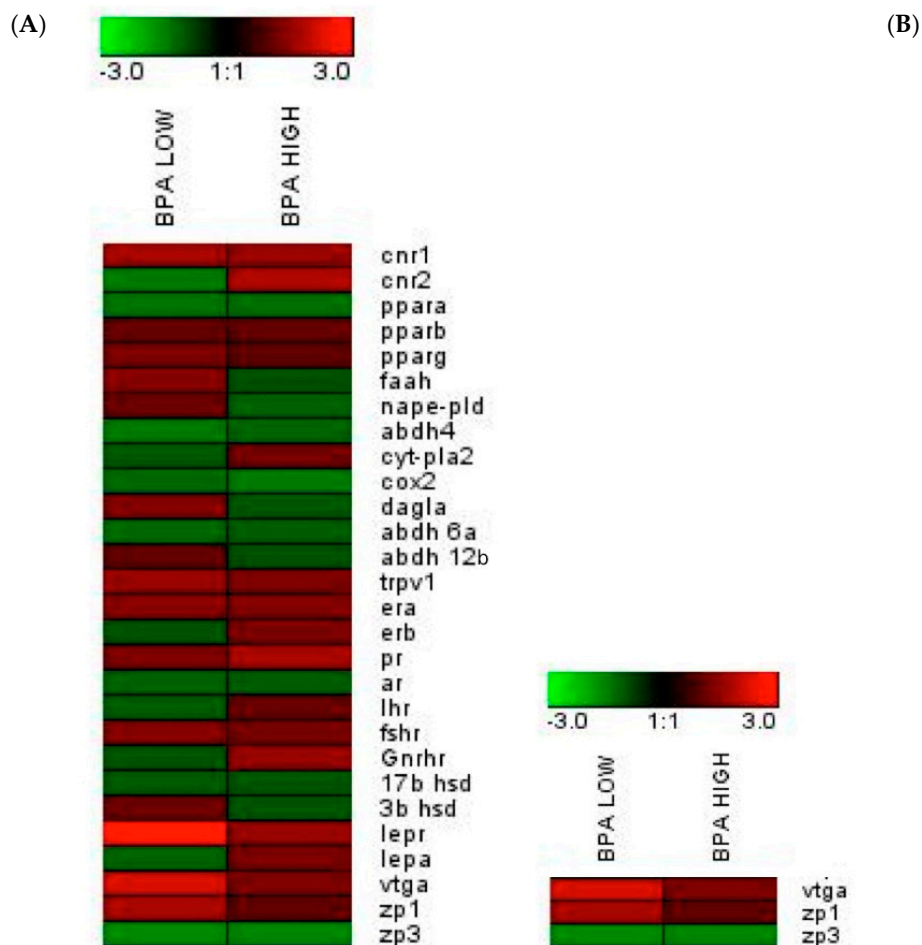 (A) (B)
-3.0 1:1 3.0
BPA LOW
BPA HIGH
cnr1
cnr2
ppara
pparb
pparg
faah
nape-pld
abdh4
cyt-pla2
cox2
dagla
abdh 6a
abdh 12b
trpv1
era
erb
pr
ar
lhr
fshr
Gnrhr
17b hsd
3b hsd
lepr
lepa
vtga
zp1
zp3
-3.0 1:1 3.0
BPA LOW
BPA HIGH
vtga
zp1
zp3